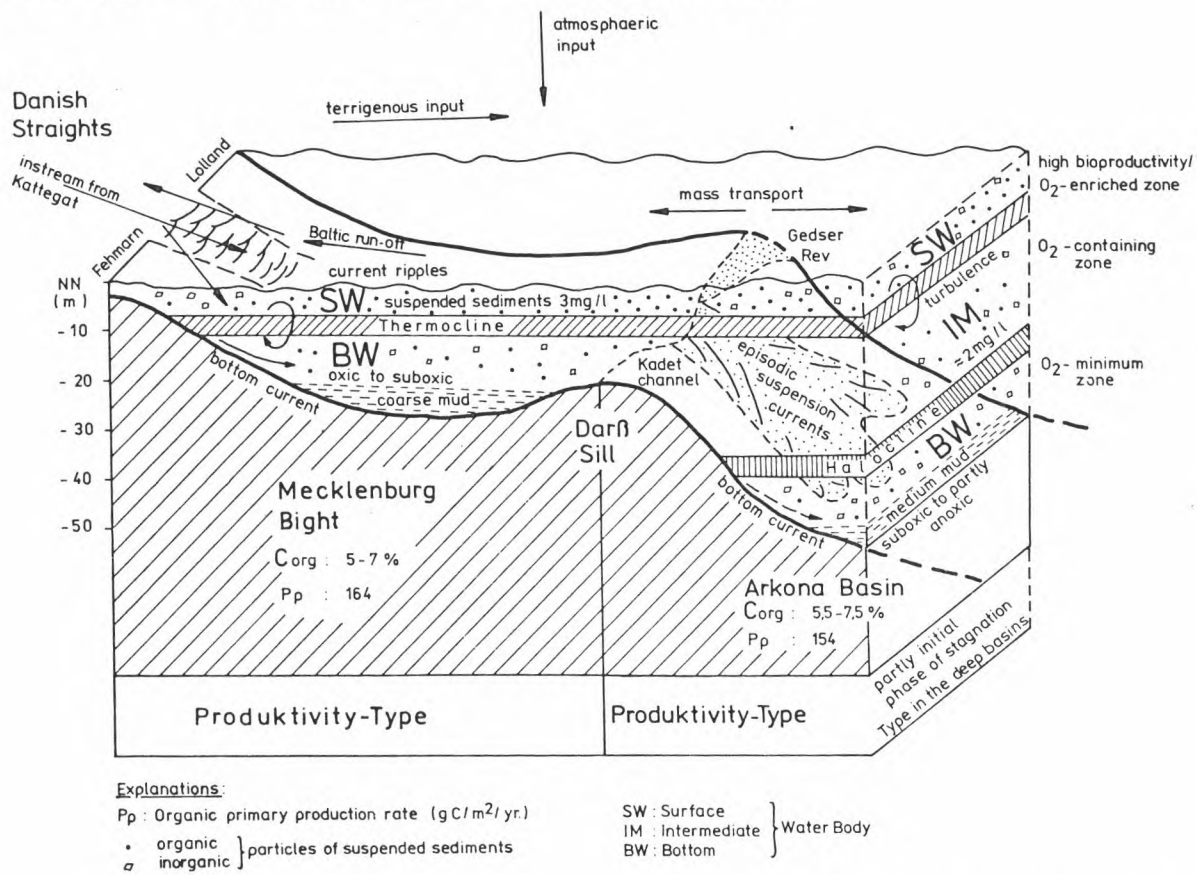 atmosphaeric
input
terrigenous input
Danish
Straights
instream from
Kattegat
Lolland
Fehmarn
Baltic run-off
current ripples
mass transport
Gedser
Rev
high bioproductivity/
O2-enriched zone
O2-containing
zone
O2-minimum
zone
NN
(m)
-10
-20
-30
-40
-50
SW
suspended sediments 3mg/l
Thermocline
BW
oxic to suboxic
coarse mud
bottom current
Kadet
channel
episodic
suspension
currents
Darß
Sill
SW
turbulence
IM
≈2mg/l
Halocline
BW
medium mud
suboxic to partly
anoxic
bottom current
Mecklenburg
Bight
Corg : 5-7 %
Pp : 164
Arkona Basin
Corg : 5,5-7,5 %
Pp : 154
Produktivity-Type
Produktivity-Type
partly initial
phase of stagnation
Type in the deep basins
Explanations:
Pp : Organic primary production rate (gC/m2/yr.)
organic
inorganic
particles of suspended sediments
SW : Surface
IM : Intermediate
BW : Bottom
Water Body